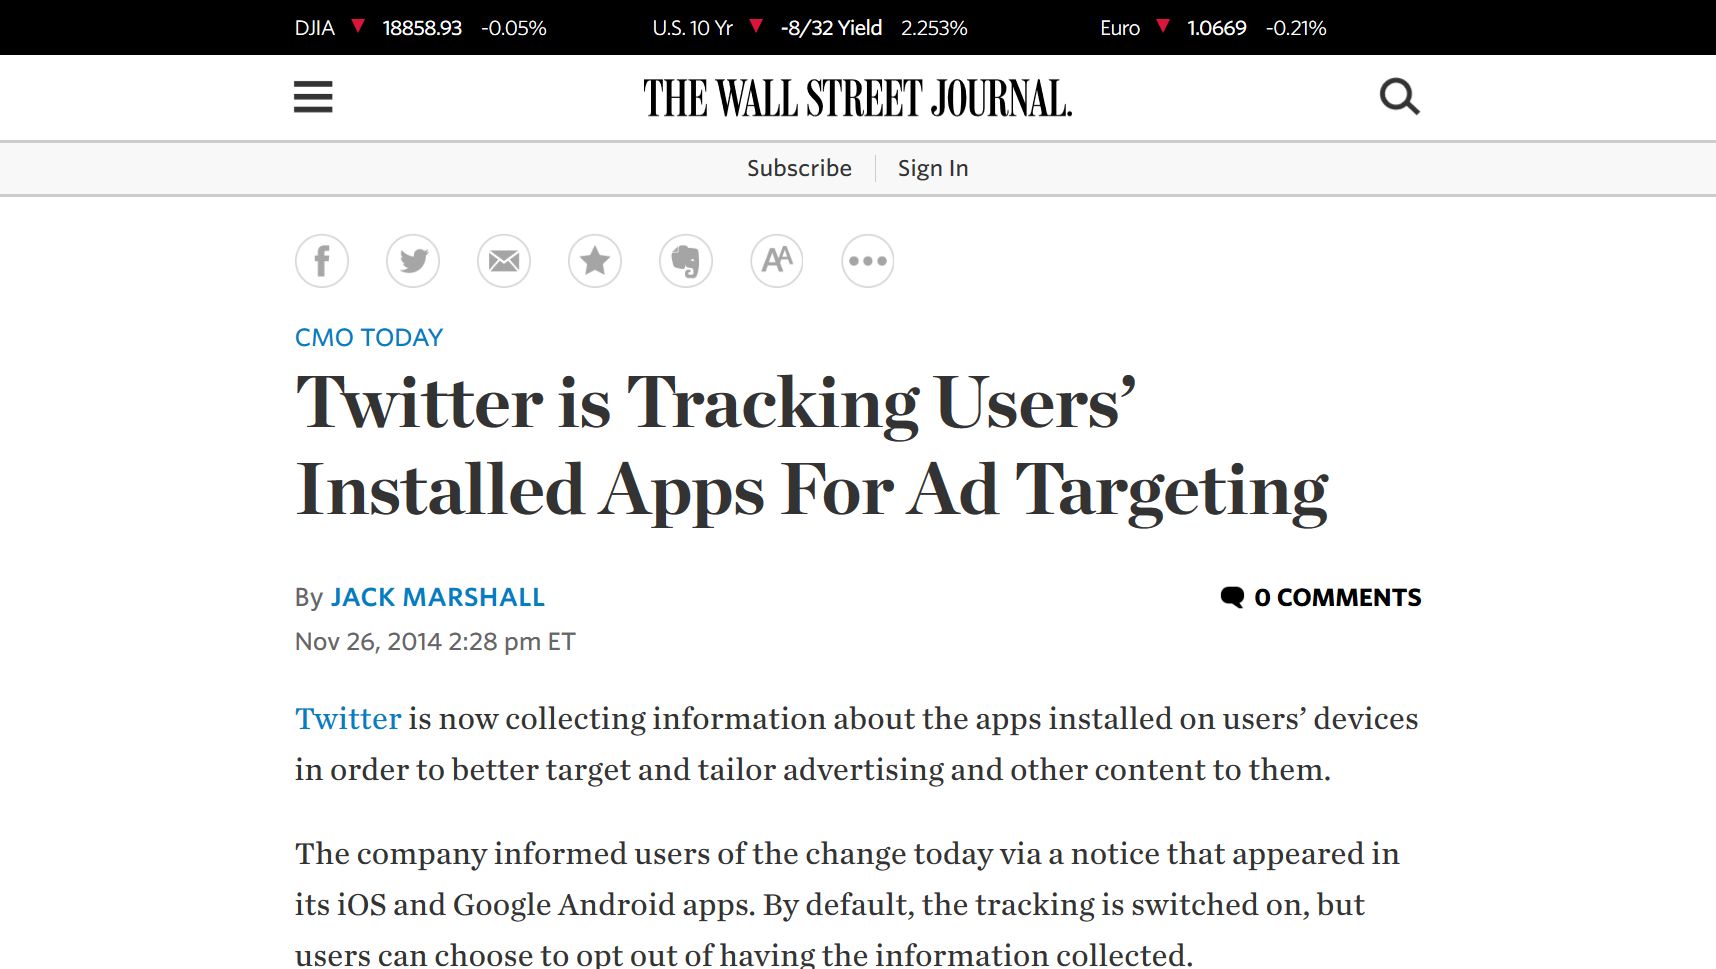 DJIA ▼ 18858.93 -0.05% U.S. 10 Yr ▼ -8/32 Yield 2.253% Euro ▼ 1.0669 -0.21%
THE WALL STREET JOURNAL.
Subscribe | Sign In
CMO TODAY
Twitter is Tracking Users’
Installed Apps For Ad Targeting
By JACK MARSHALL
0 COMMENTS
Nov 26, 2014 2:28 pm ET
Twitter is now collecting information about the apps installed on users’ devices
in order to better target and tailor advertising and other content to them.
The company informed users of the change today via a notice that appeared in
its iOS and Google Android apps. By default, the tracking is switched on, but
users can choose to opt out of having the information collected.